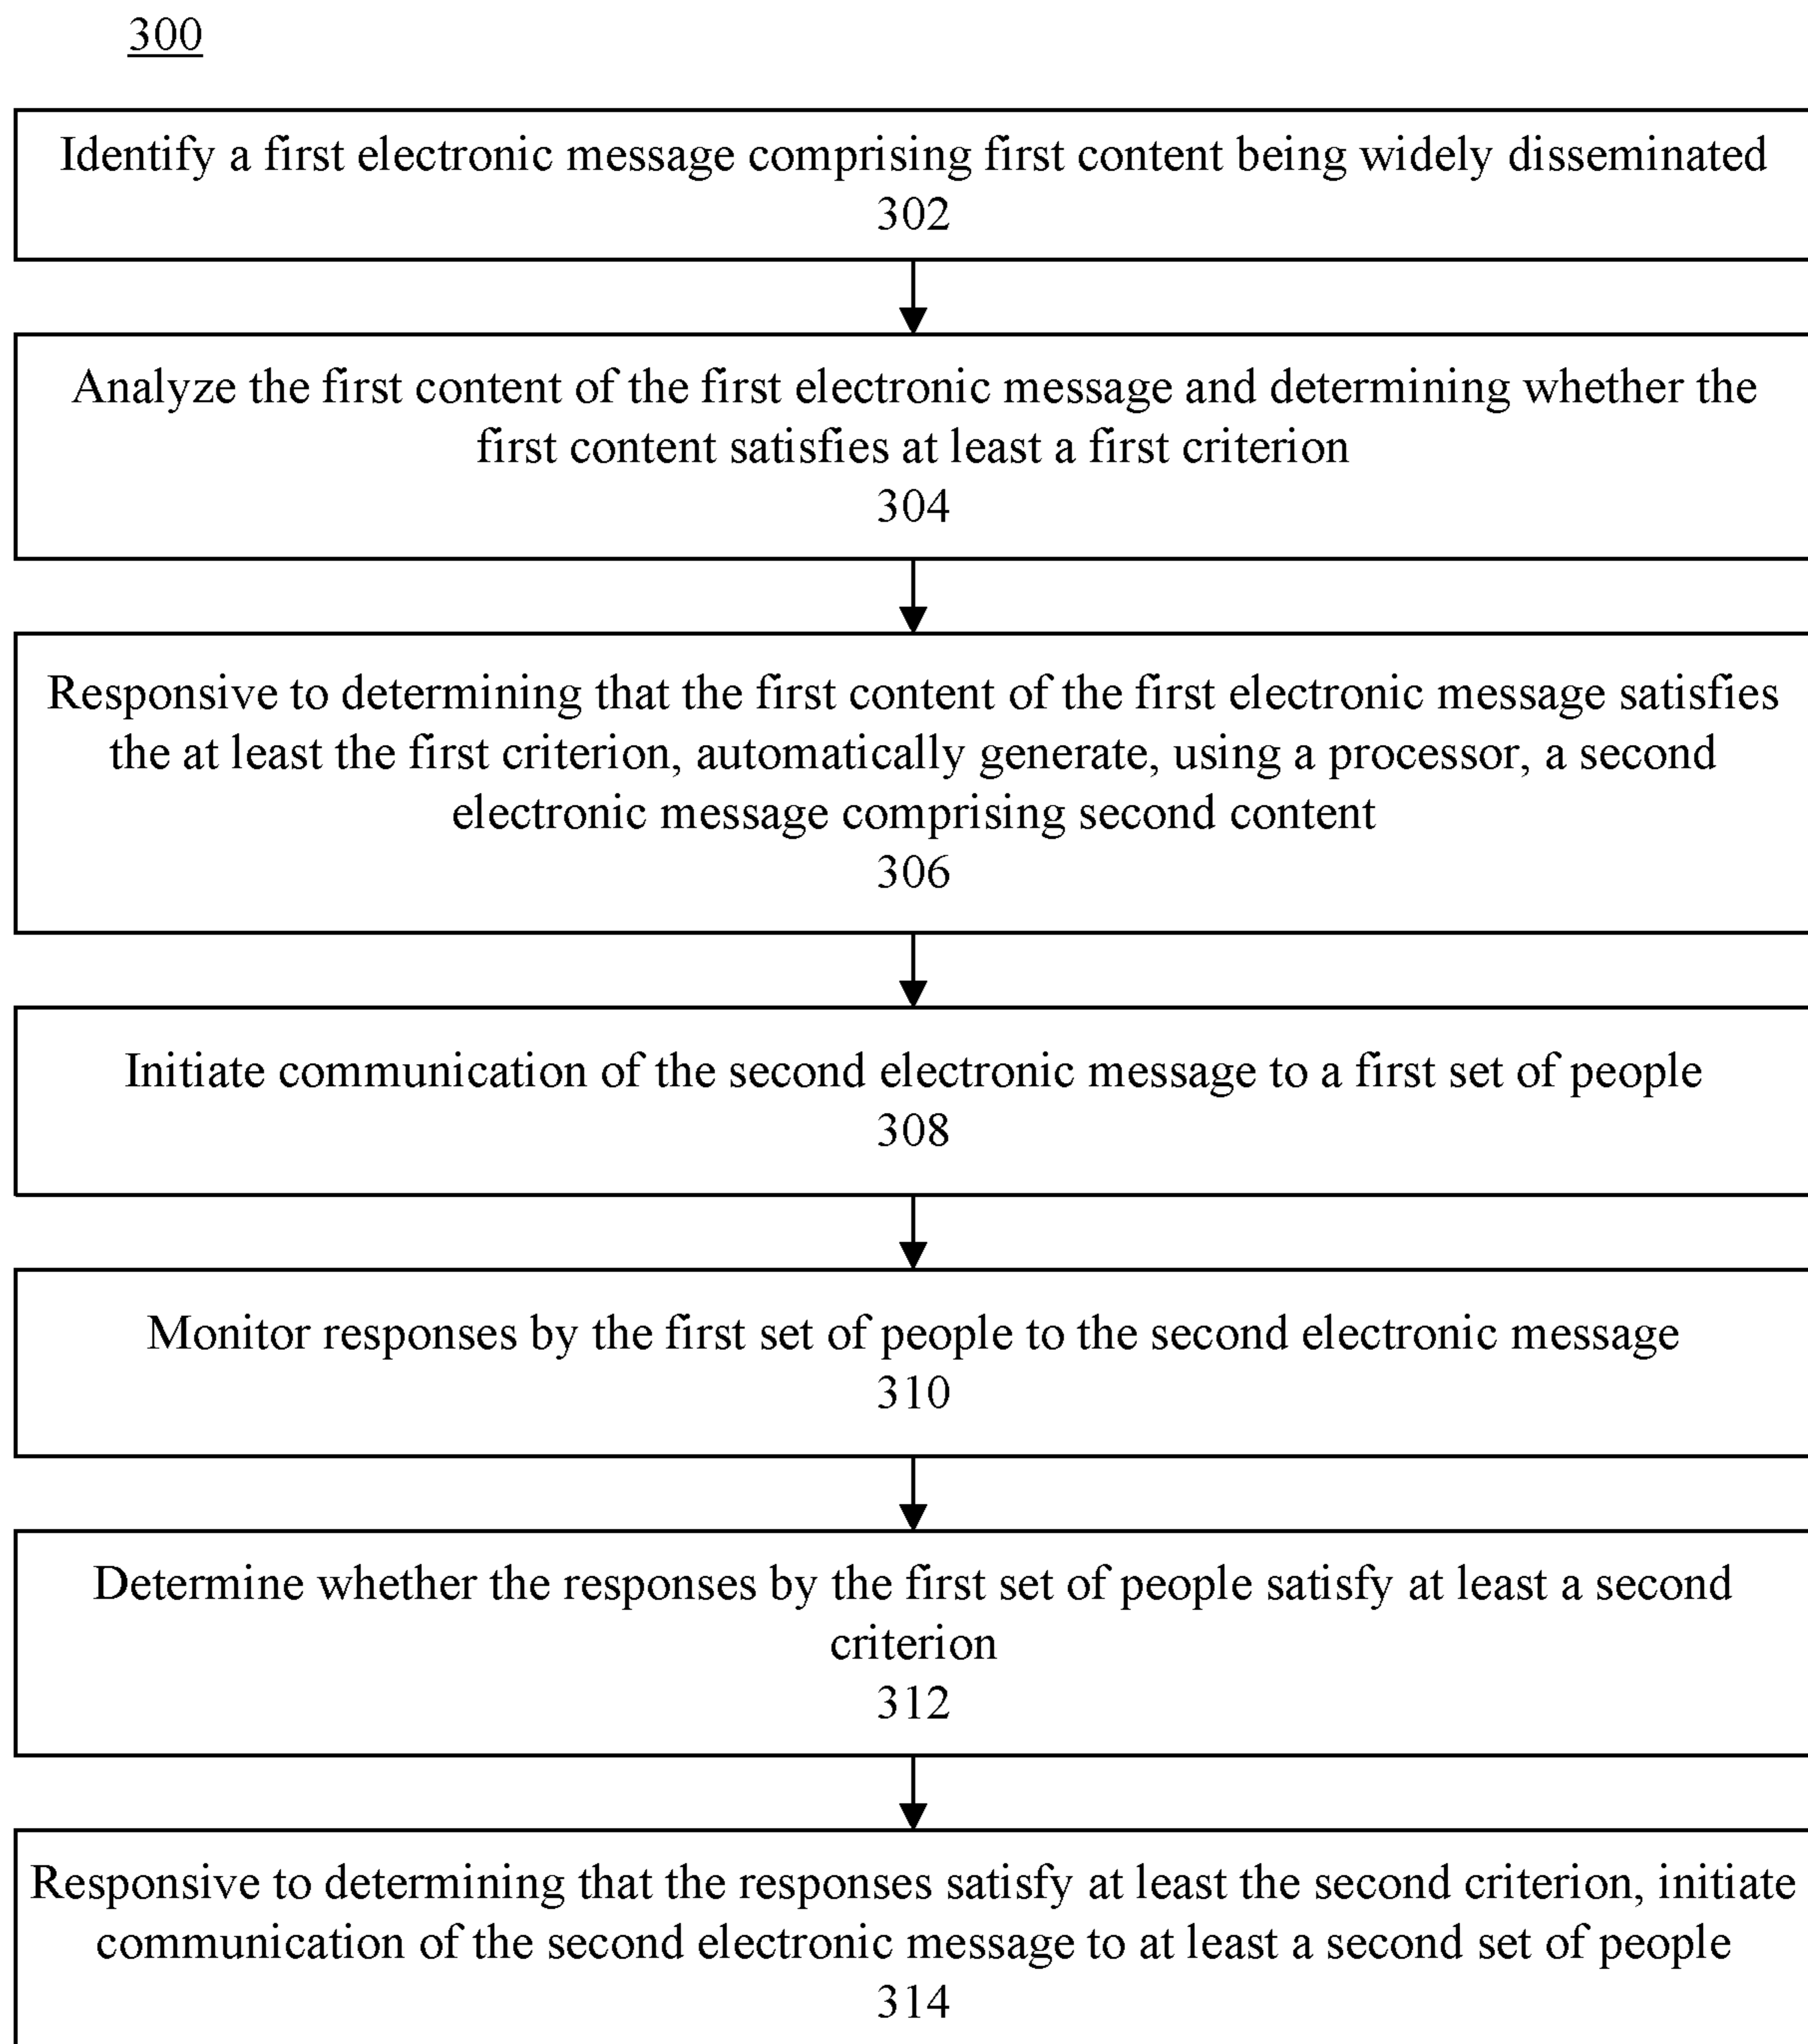 300
Identify a first electronic message comprising first content being widely disseminated
302
Analyze the first content of the first electronic message and determining whether the
first content satisfies at least a first criterion
304
Responsive to determining that the first content of the first electronic message satisfies
the at least the first criterion, automatically generate, using a processor, a second
electronic message comprising second content
306
Initiate communication of the second electronic message to a first set of people
308
Monitor responses by the first set of people to the second electronic message
310
Determine whether the responses by the first set of people satisfy at least a second
criterion
312
Responsive to determining that the responses satisfy at least the second criterion, initiate
communication of the second electronic message to at least a second set of people
314